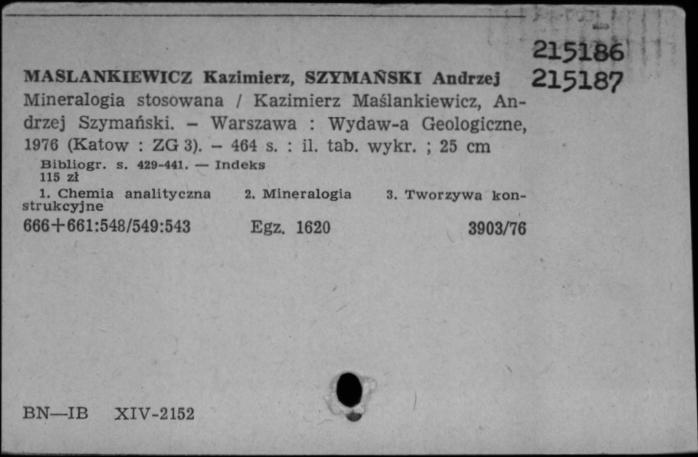 215186
MAŚLANKIEWICZ Kazimierz, SZYMAŃSKI Andrzej 215187
Mineralogia stosowana / Kazimierz Maślankiewicz, An-
drzej Szymański. — Warszawa : Wydaw-a Geologiczne,
1976 (Katow : ZG 3). — 464 s. : il. tab. wykr. ; 25 cm
Bibliogr. s. 429-441. — Indeks
115 zł
1. Chemia analityczna 2. Mineralogia 3. Tworzywa kon-
strukcyjne
666+661:548/549:543 Egz. 1620 3903/76
BN—IB XIV-2152